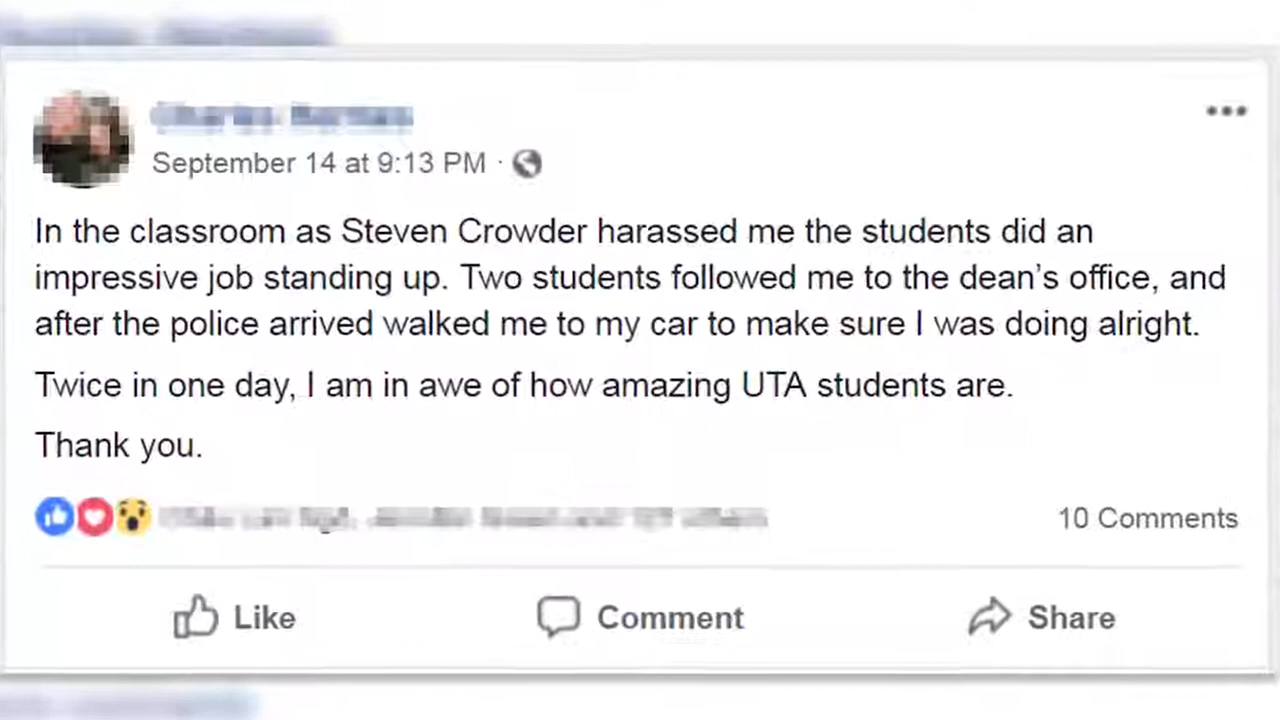 September 14 at 9:13 PM ·
In the classroom as Steven Crowder harassed me the students did an
impressive job standing up. Two students followed me to the dean’s office, and
after the police arrived walked me to my car to make sure I was doing alright.
Twice in one day, I am in awe of how amazing UTA students are.
Thank you.
10 Comments
Like Comment Share